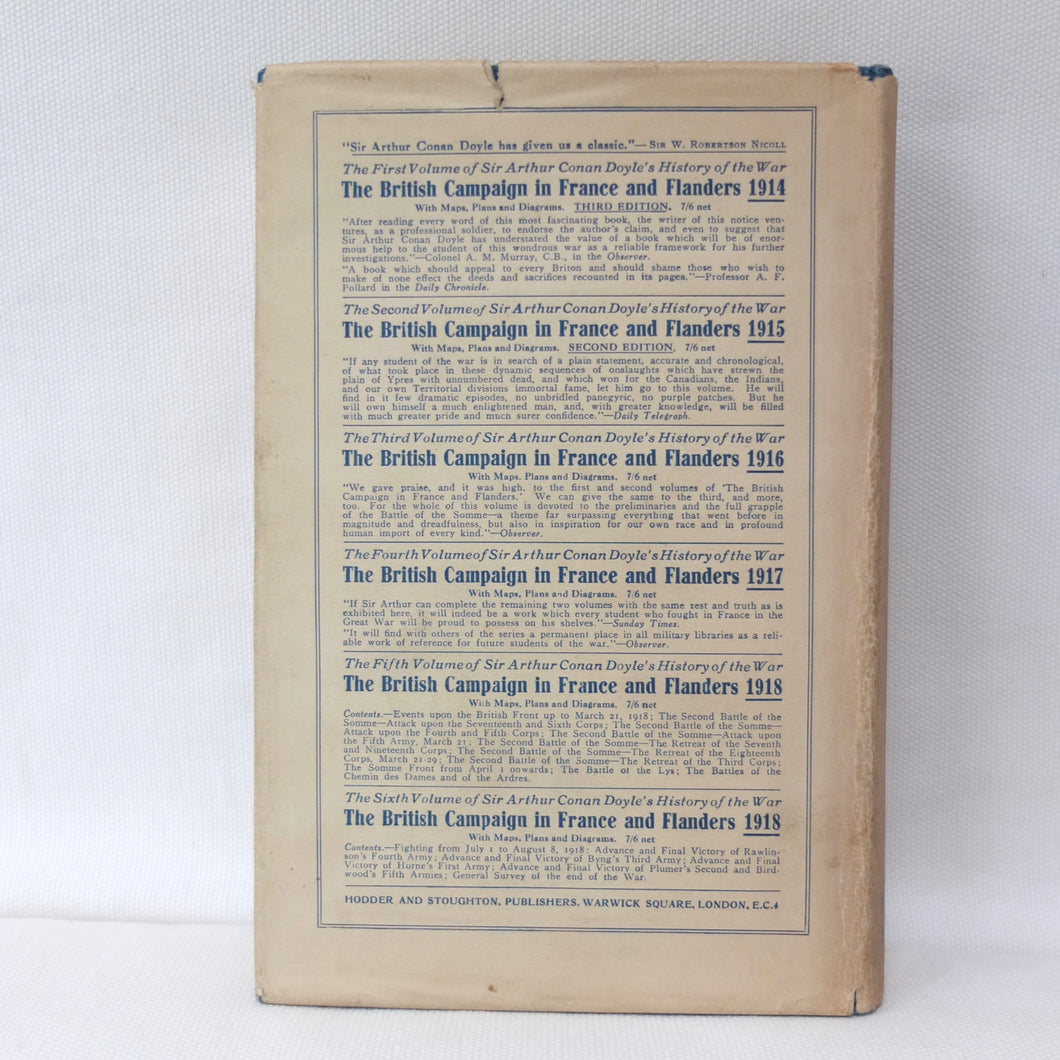 "Sir Arthur Conan Doyle has given us a classic."—Sir W. Robertson Nicoll
The First Volume of Sir Arthur Conan Doyle's History of the War
The British Campaign in France and Flanders 1914
With Maps, Plans and Diagrams. THIRD EDITION. 7/6 net
"After reading every word of this most fascinating book, the writer of this notice ven-
tures, as a professional soldier, to endorse the author's claim, and even to suggest that
Sir Arthur Conan Doyle has understated the value of a book which will be of enor-
mous help to the student of this wondrous war as a reliable framework for his further
investigations."—Colonel A. M. Murray, C.B., in the Observer.
"A book which should appeal to every Briton and should shame those who wish to
make of none effect the deeds and sacrifices recounted in its pages."—Professor A. F.
Pollard in the Daily Chronicle.
The Second Volume of Sir Arthur Conan Doyle's History of the War
The British Campaign in France and Flanders 1915
With Maps, Plans and Diagrams. SECOND EDITION. 7/6 net
"If any student of the war is in search of a plain statement, accurate and chronological,
of what took place in these dynamic sequences of onslaughts which have strewn the
plain of Ypres with unnumbered dead, and which won for the Canadians, the Indians,
and our own Territorial divisions immortal fame, let him go to this volume. He will
find in it few dramatic episodes, no unbridled panegyric, no purple patches. But he
will own himself a much enlightened man, and, with greater knowledge, will be filled
with much greater pride and much surer confidence."—Daily Telegraph.
The Third Volume of Sir Arthur Conan Doyle's History of the War
The British Campaign in France and Flanders 1916
With Maps, Plans and Diagrams. 7/6 net
"We gave praise, and it was high, to the first and second volumes of 'The British
Campaign in France and Flanders.' We can give the same to the third, and more,
too. For the whole of this volume is devoted to the preliminaries and the full grapple
of the Battle of the Somme—a theme far surpassing everything that went before in
magnitude and dreadfulness, but also in inspiration for our own race and in profound
human import of every kind."—Observer.
The Fourth Volume of Sir Arthur Conan Doyle's History of the War
The British Campaign in France and Flanders 1917
With Maps, Plans and Diagrams. 7/6 net
"If Sir Arthur can complete the remaining two volumes with the same zest and truth as is
exhibited here, it will indeed be a work which every student who fought in France in the
Great War will be proud to possess on his shelves."—Sunday Times.
"It will find with others of the series a permanent place in all military libraries as a reli-
able work of reference for future students of the war."—Observer.
The Fifth Volume of Sir Arthur Conan Doyle's History of the War
The British Campaign in France and Flanders 1918
With Maps, Plans and Diagrams. 7/6 net
Contents.—Events upon the British Front up to March 21, 1918; The Second Battle of the
Somme—Attack upon the Seventeenth and Sixth Corps; The Second Battle of the Somme—
Attack upon the Fourth and Fifth Corps; The Second Battle of the Somme—Attack upon
the Fifth Army, March 21; The Second Battle of the Somme—The Retreat of the Seventh
and Nineteenth Corps; The Second Battle of the Somme—The Retreat of the Eighteenth
Corps, March 21-29; The Second Battle of the Somme—The Retreat of the Third Corps;
The Somme Front from April 1 onwards; The Battle of the Lys; The Battles of the
Chemin des Dames and of the Ardres.
The Sixth Volume of Sir Arthur Conan Doyle's History of the War
The British Campaign in France and Flanders 1918
With Maps, Plans and Diagrams. 7/6 net
Contents.—Fighting from July 1 to August 8, 1918; Advance and Final Victory of Rawlin-
son's Fourth Army; Advance and Final Victory of Byng's Third Army; Advance and Final
Victory of Horne's First Army; Advance and Final Victory of Plumer's Second and Bird-
wood's Fifth Armies; General Survey of the end of the War.
HODDER AND STOUGHTON, PUBLISHERS, WARWICK SQUARE, LONDON, E.C.4